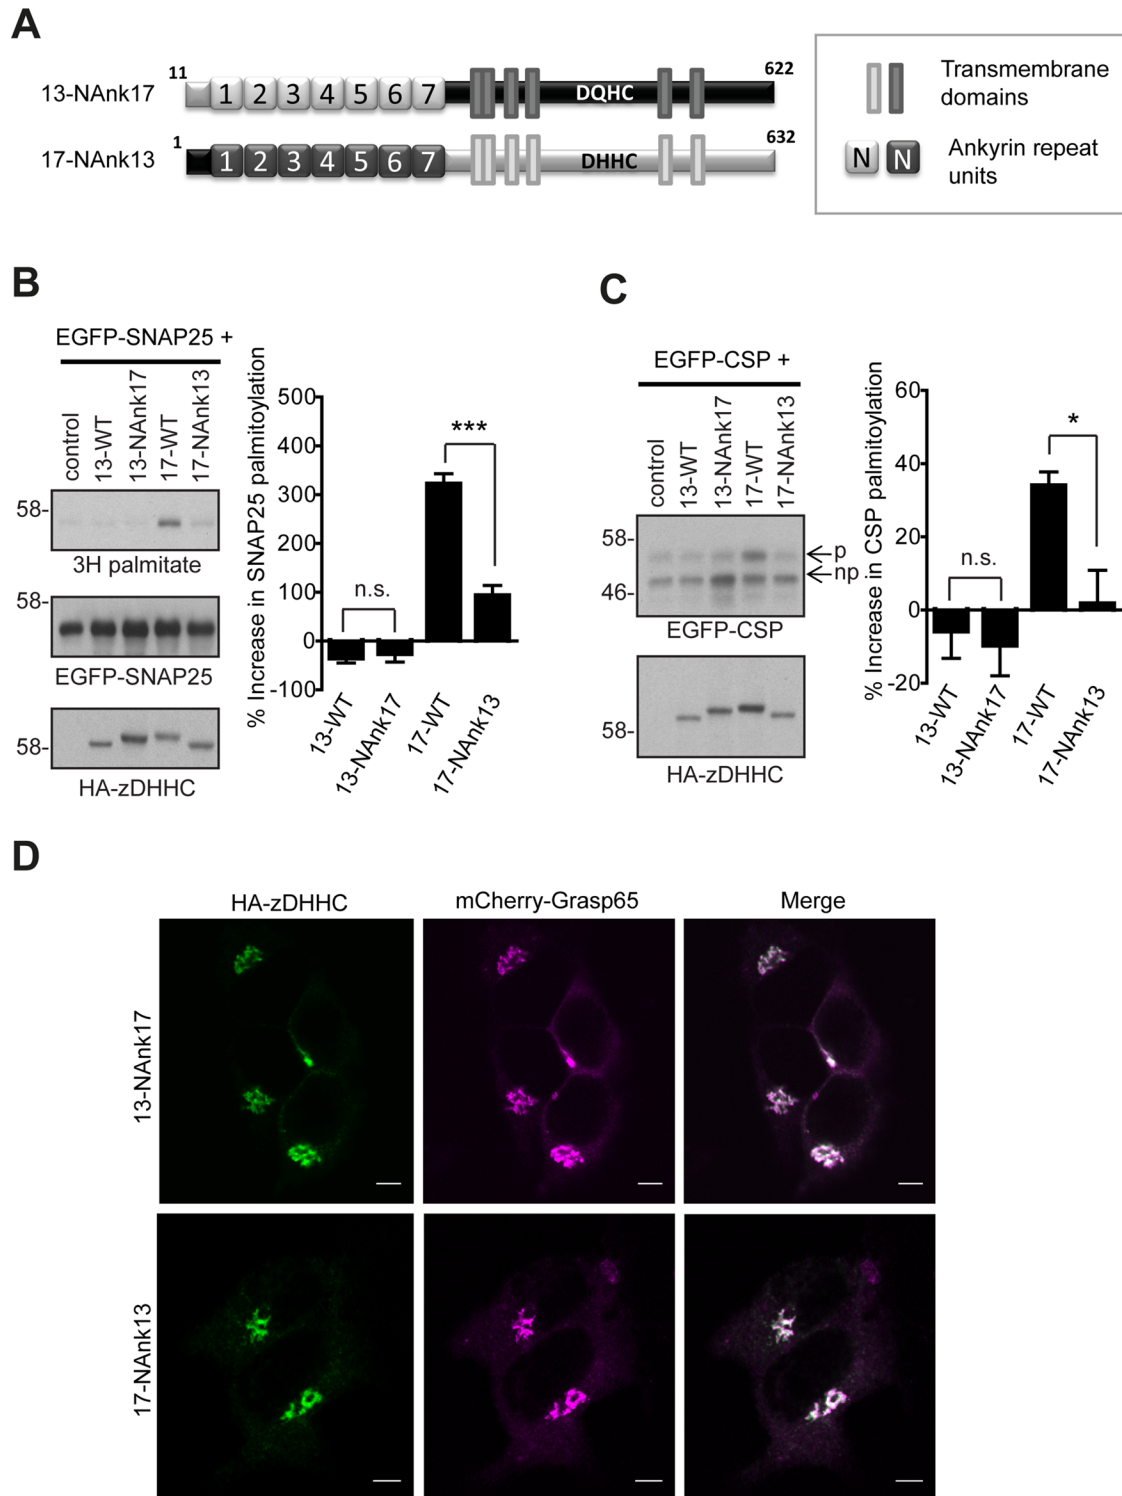 A
13-NAnk17
11
1 2 3 4 5 6 7
DQHC
622
17-NAnk13
1
1 2 3 4 5 6 7
DHHC
632
Transmembrane
domains
N N
Ankyrin repeat
units
B
EGFP-SNAP25 +
control
13-WT
13-NAnk17
17-WT
17-NAnk13
58-
3H palmitate
58-
EGFP-SNAP25
58-
HA-zDHHC
% Increase in SNAP25 palmitoylation
500
400
300
200
100
0
-100
n.s.
***
13-WT
13-NAnk17
17-WT
17-NAnk13
C
EGFP-CSP +
control
13-WT
13-NAnk17
17-WT
17-NAnk13
58-
p
np
46-
EGFP-CSP
58-
HA-zDHHC
% Increase in CSP palmitoylation
60
40
20
0
-20
n.s.
*
13-WT
13-NAnk17
17-WT
17-NAnk13
D
HA-zDHHC
mCherry-Grasp65
Merge
13-NAnk17
17-NAnk13